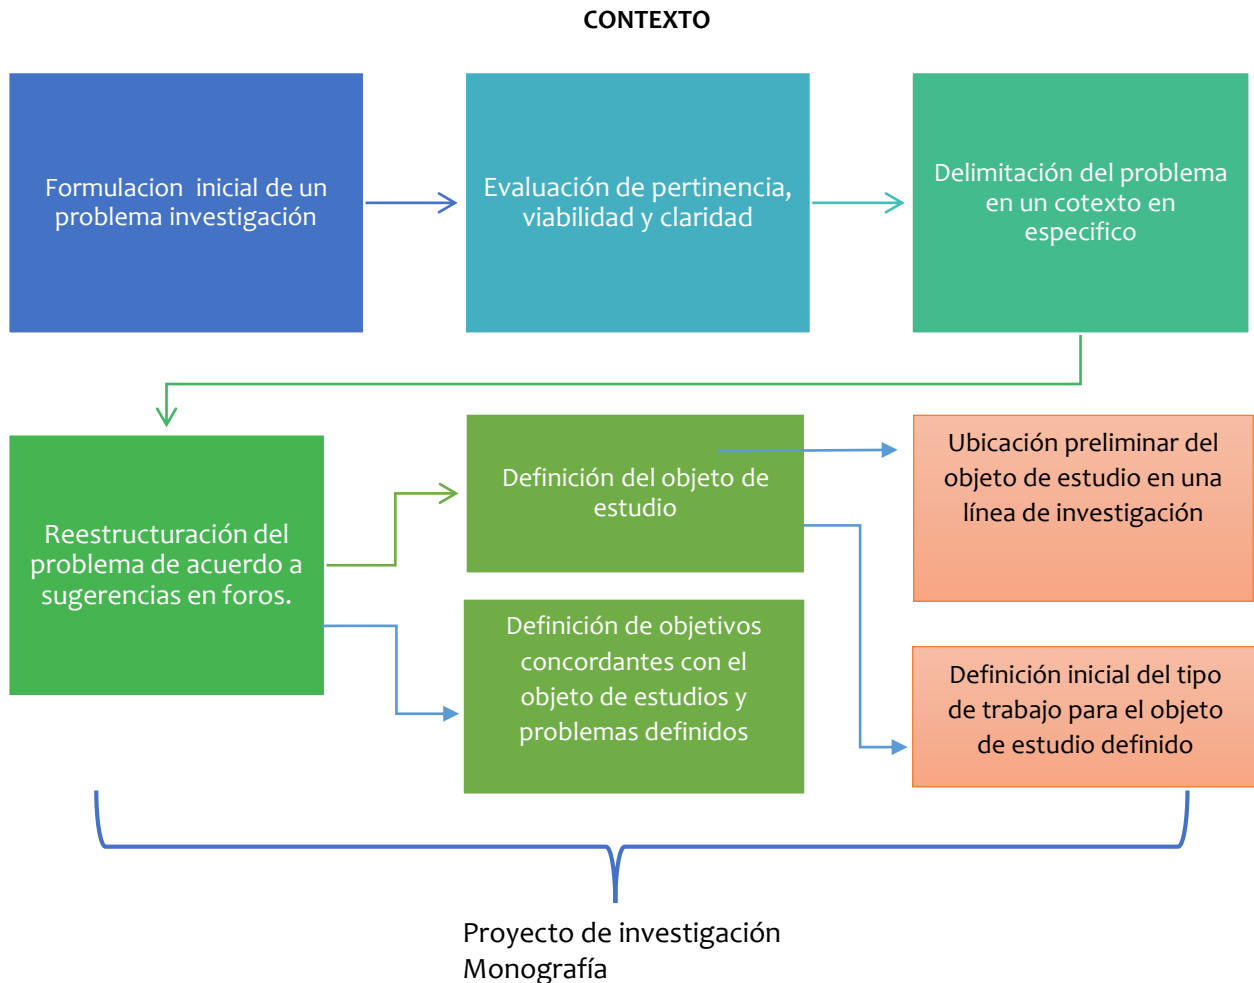 CONTEXTO
Formulacion inicial de un
problema investigación
Evaluación de pertinencia,
viabilidad y claridad
Delimitación del problema
en un cotexto en
especifico
Reestructuración del
problema de acuerdo a
sugerencias en foros.
Definición del objeto de
estudio
Ubicación preliminar del
objeto de estudio en una
línea de investigación
Definición de objetivos
concordantes con el
objeto de estudios y
problemas definidos
Definición inicial del tipo
de trabajo para el objeto
de estudio definido
Proyecto de investigación
Monografía